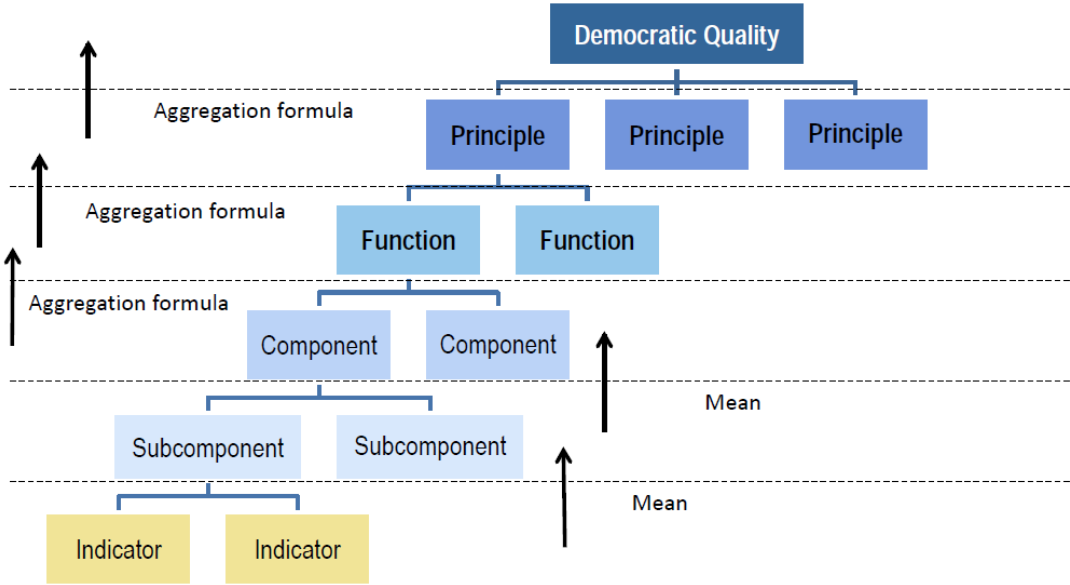 Democratic Quality
Aggregation formula
Principle Principle Principle
Aggregation formula
Function Function
Aggregation formula
Component Component
Mean
Subcomponent Subcomponent
Mean
Indicator Indicator